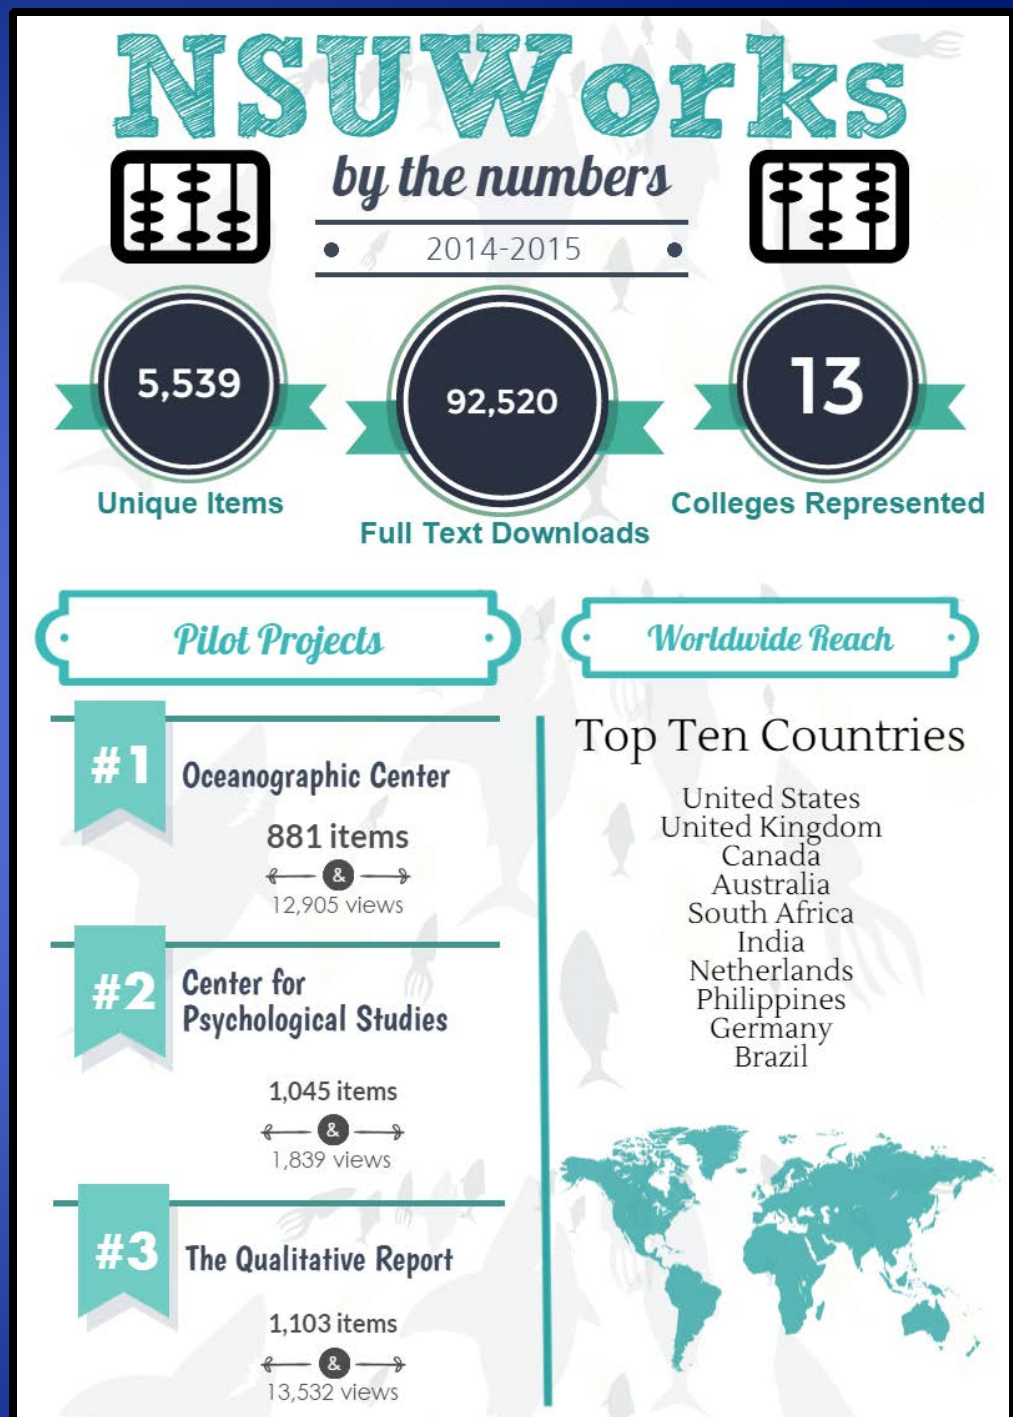 NSUWorks
by the numbers
2014-2015
5,539
Unique Items
92,520
Full Text Downloads
13
Colleges Represented
Pilot Projects
#1
Oceanographic Center
881 items
&
12,905 views
#2
Center for
Psychological Studies
1,045 items
&
1,839 views
#3
The Qualitative Report
1,103 items
&
13,532 views
Worldwide Reach
Top Ten Countries
United States
United Kingdom
Canada
Australia
South Africa
India
Netherlands
Philippines
Germany
Brazil